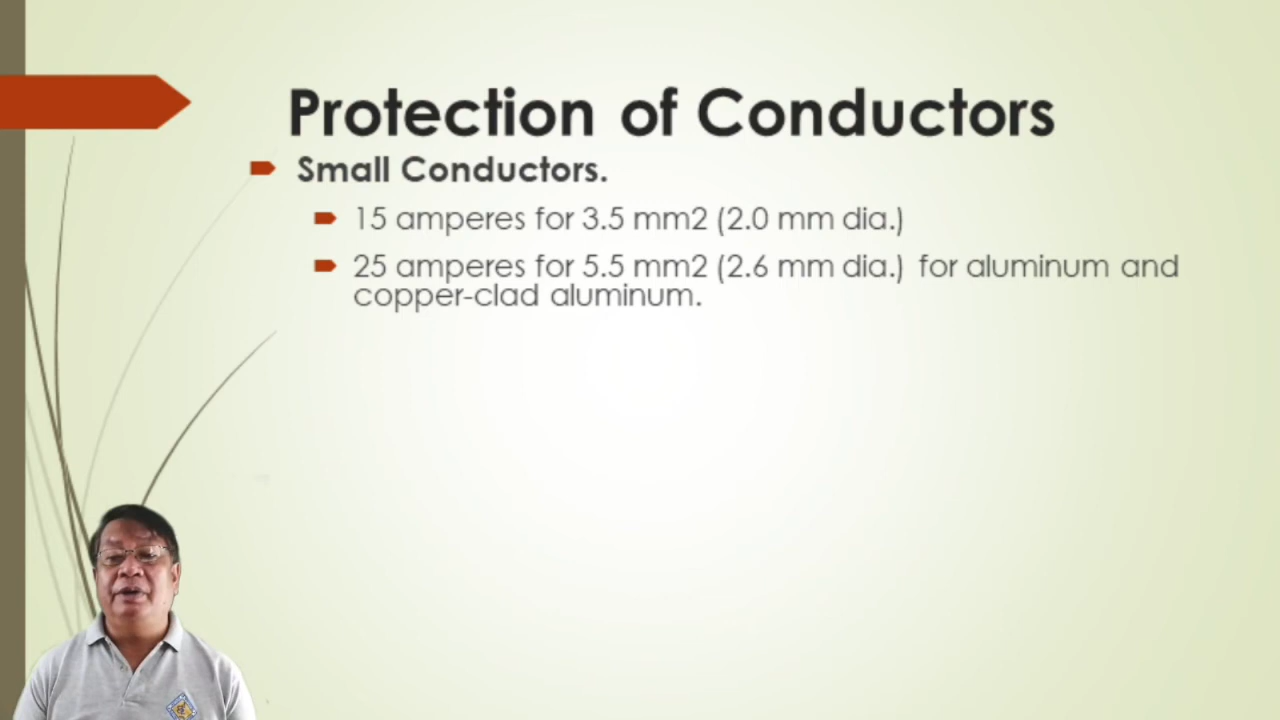 Protection of Conductors
Small Conductors.
15 amperes for 3.5 mm2 (2.0 mm dia.)
25 amperes for 5.5 mm2 (2.6 mm dia.) for aluminum and
copper-clad aluminum.